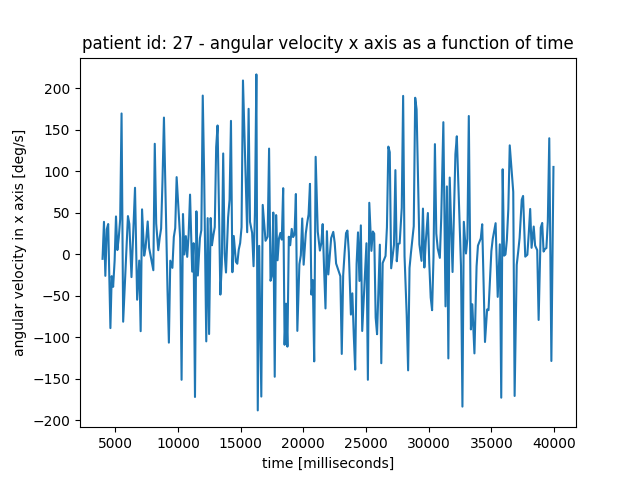 patient id: 27 - angular velocity x axis as a function of time
angular velocity in x axis [deg/s]
200
150
100
50
0
−50
−100
−150
−200
5000 10000 15000 20000 25000 30000 35000 40000
time [milliseconds]